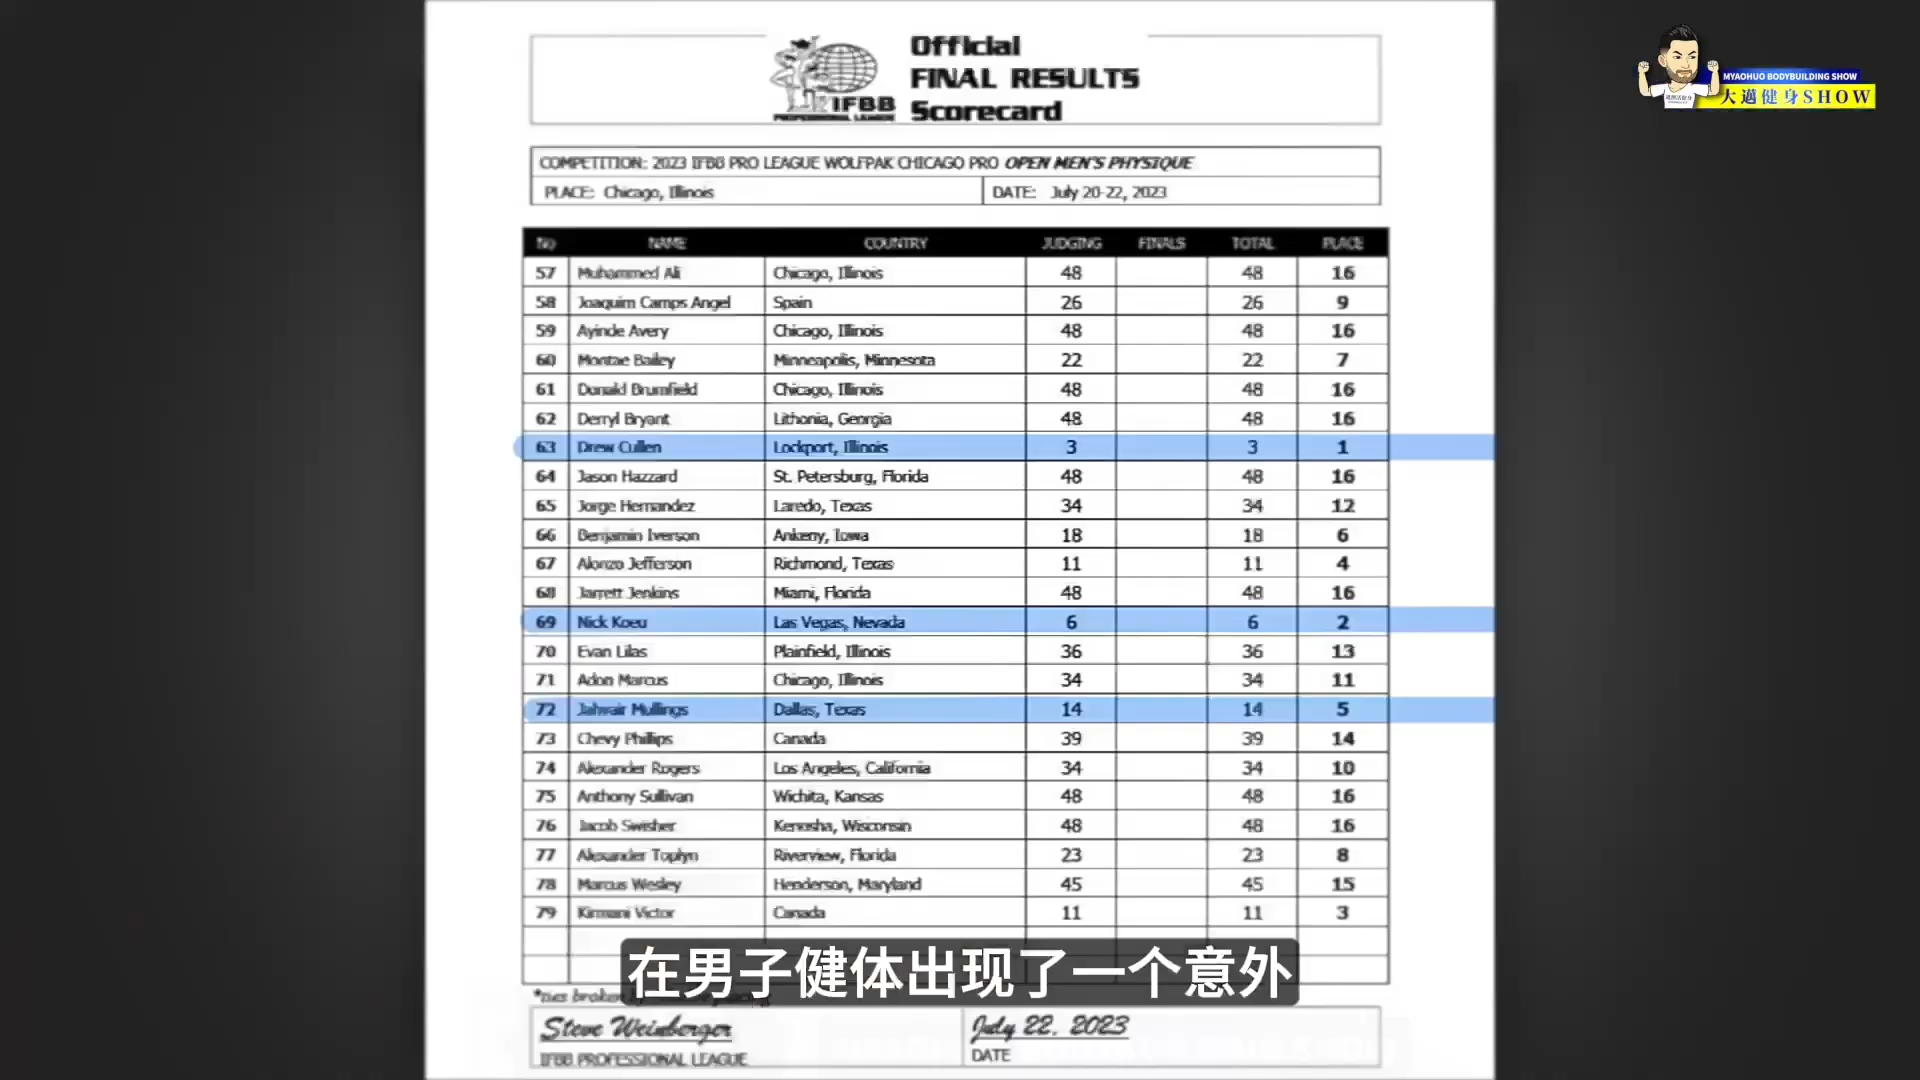 Official
FINAL RESULTS
Scorecard
IFBB
PROFESSIONAL LEAGUE
MYAOHUO BODYBUILDING SHOW
大邁健身SHOW
COMPETITION: 2023 IFBB PRO LEAGUE WOLFPAK CHICAGO PRO OPEN MEN'S PHYSIQUE
PLACE: Chicago, Illinois DATE: July 20-22, 2023
No NAME COUNTRY JUDGING FINALS TOTAL PLACE
57 Muhammed Ali Chicago, Illinois 48 48 16
58 Joaquim Camps Angel Spain 26 26 9
59 Ayinde Avery Chicago, Illinois 48 48 16
60 Montae Bailey Minneapolis, Minnesota 22 22 7
61 Donald Brumfield Chicago, Illinois 48 48 16
62 Derryl Bryant Lithonia, Georgia 48 48 16
63 Drew Cullen Lockport, Illinois 3 3 1
64 Jason Hazzard St. Petersburg, Florida 48 48 16
65 Jorge Hernandez Laredo, Texas 34 34 12
66 Benjamin Iverson Ankeny, Iowa 18 18 6
67 Alonzo Jefferson Richmond, Texas 11 11 4
68 Jarrett Jenkins Miami, Florida 48 48 16
69 Nick Koeu Las Vegas, Nevada 6 6 2
70 Evan Lilas Plainfield, Illinois 36 36 13
71 Adon Marcus Chicago, Illinois 34 34 11
72 Jahvair Mullings Dallas, Texas 14 14 5
73 Chevy Phillips Canada 39 39 14
74 Alexander Rogers Los Angeles, California 34 34 10
75 Anthony Sullivan Wichita, Kansas 48 48 16
76 Jacob Swisher Kenosha, Wisconsin 48 48 16
77 Alexander Toplyn Riverview, Florida 23 23 8
78 Marcus Wesley Henderson, Maryland 45 45 15
79 Kirmani Victor Canada 11 11 3
在男子健体出现了一个意外
*ties broken
Steve Weinberger July 22, 2023
IFBB PROFESSIONAL LEAGUE DATE